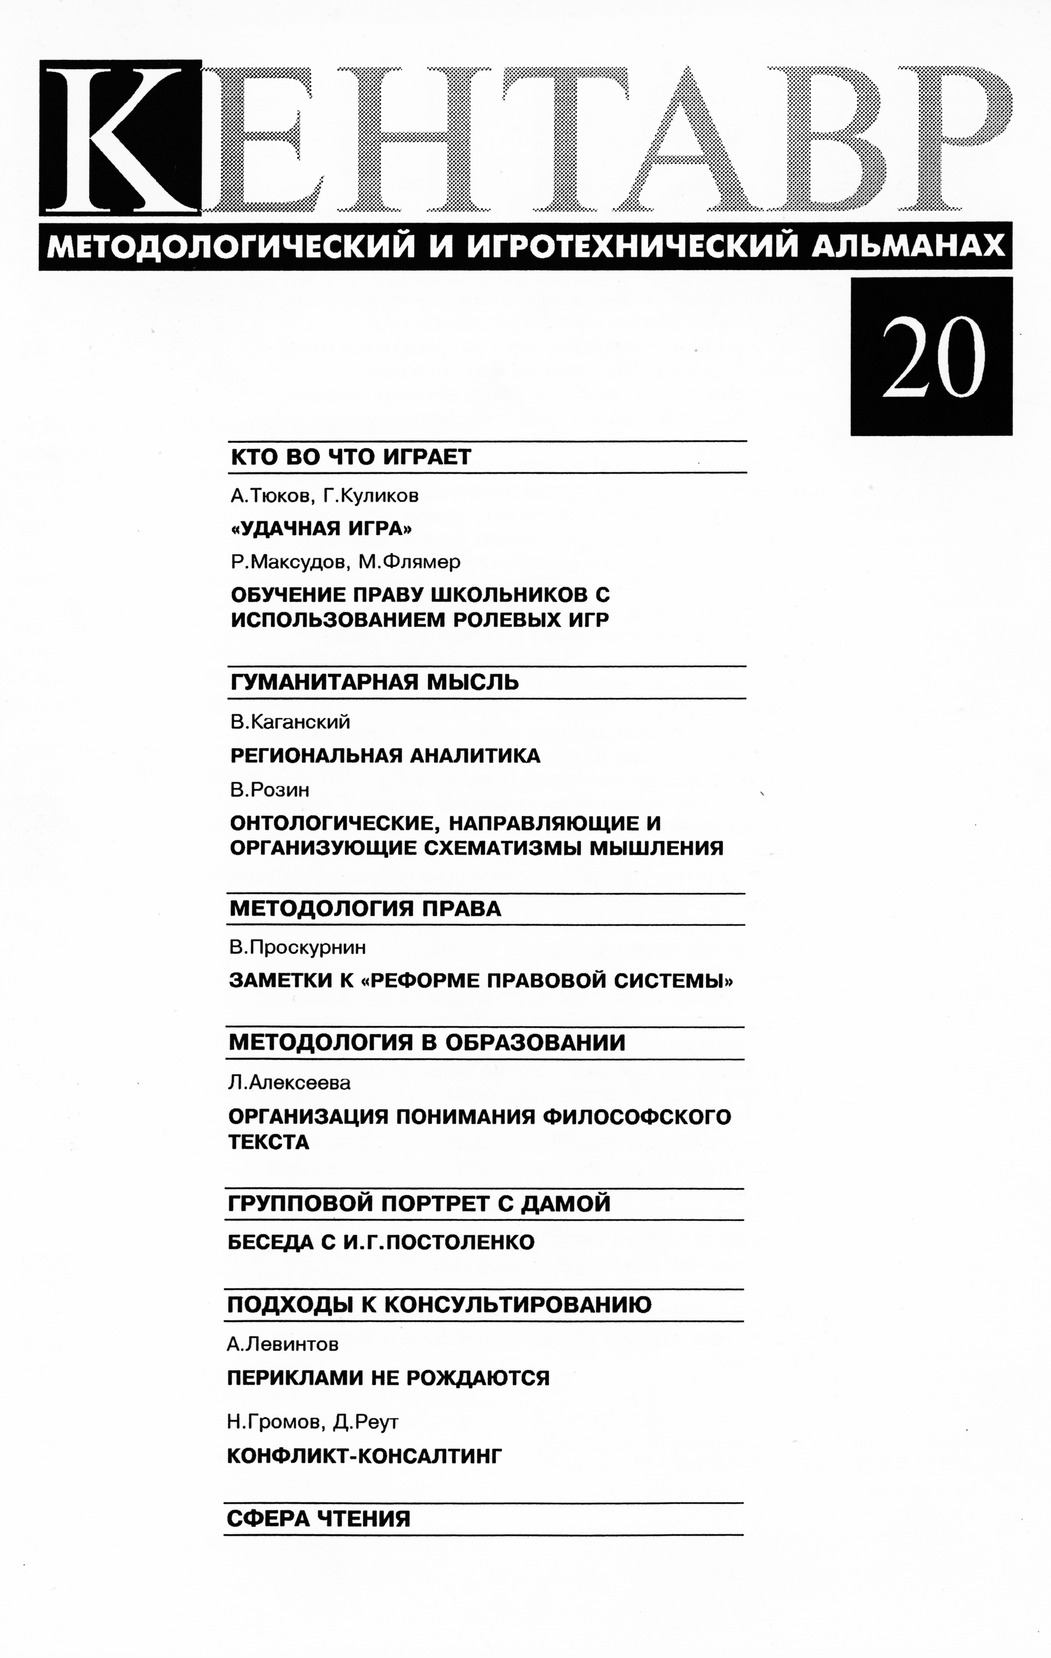 КЕНТАВР
МЕТОДОЛОГИЧЕСКИЙ И ИГРОТЕХНИЧЕСКИЙ АЛЬМАНАХ
20
КТО ВО ЧТО ИГРАЕТ
А.Тюков, Г.Куликов
«УДАЧНАЯ ИГРА»
Р.Максудов, М.Флямер
ОБУЧЕНИЕ ПРАВУ ШКОЛЬНИКОВ С
ИСПОЛЬЗОВАНИЕМ РОЛЕВЫХ ИГР
ГУМАНИТАРНАЯ МЫСЛЬ
В.Каганский
РЕГИОНАЛЬНАЯ АНАЛИТИКА
В.Розин
ОНТОЛОГИЧЕСКИЕ, НАПРАВЛЯЮЩИЕ И
ОРГАНИЗУЮЩИЕ СХЕМАТИЗМЫ МЫШЛЕНИЯ
МЕТОДОЛОГИЯ ПРАВА
В.Проскурнин
ЗАМЕТКИ К «РЕФОРМЕ ПРАВОВОЙ СИСТЕМЫ»
МЕТОДОЛОГИЯ В ОБРАЗОВАНИИ
Л.Алексеева
ОРГАНИЗАЦИЯ ПОНИМАНИЯ ФИЛОСОФСКОГО
ТЕКСТА
ГРУППОВОЙ ПОРТРЕТ С ДАМОЙ
БЕСЕДА С И.Г.ПОСТОЛЕНКО
ПОДХОДЫ К КОНСУЛЬТИРОВАНИЮ
А.Левинтов
ПЕРИКЛАМИ НЕ РОЖДАЮТСЯ
Н.Громов, Д.Реут
КОНФЛИКТ-КОНСАЛТИНГ
СФЕРА ЧТЕНИЯ